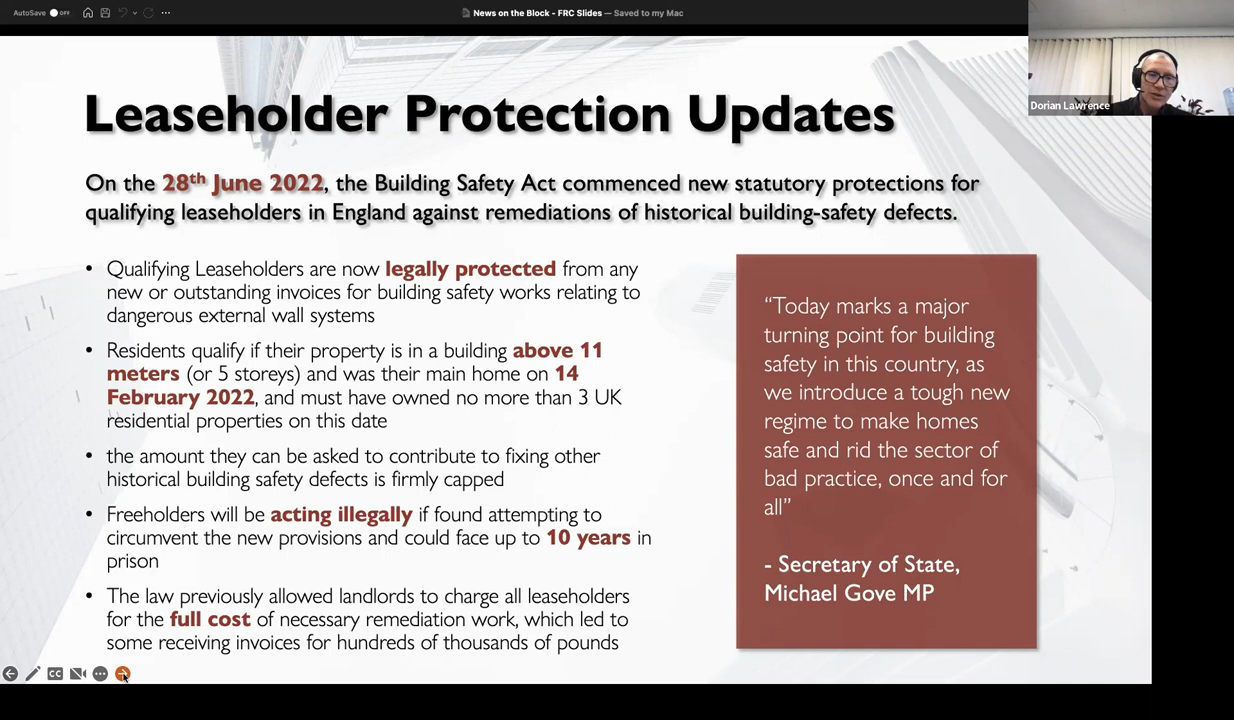 AutoSave OFF
News on the Block - FRC Slides — Saved to my Mac
Dorian Lawrence
Leaseholder Protection Updates
On the 28th June 2022, the Building Safety Act commenced new statutory protections for
qualifying leaseholders in England against remediations of historical building-safety defects.
• Qualifying Leaseholders are now legally protected from any
new or outstanding invoices for building safety works relating to
dangerous external wall systems
• Residents qualify if their property is in a building above 11
meters (or 5 storeys) and was their main home on 14
February 2022, and must have owned no more than 3 UK
residential properties on this date
• the amount they can be asked to contribute to fixing other
historical building safety defects is firmly capped
• Freeholders will be acting illegally if found attempting to
circumvent the new provisions and could face up to 10 years in
prison
• The law previously allowed landlords to charge all leaseholders
for the full cost of necessary remediation work, which led to
some receiving invoices for hundreds of thousands of pounds
“Today marks a major
turning point for building
safety in this country, as
we introduce a tough new
regime to make homes
safe and rid the sector of
bad practice, once and for
all”
- Secretary of State,
Michael Gove MP
CC